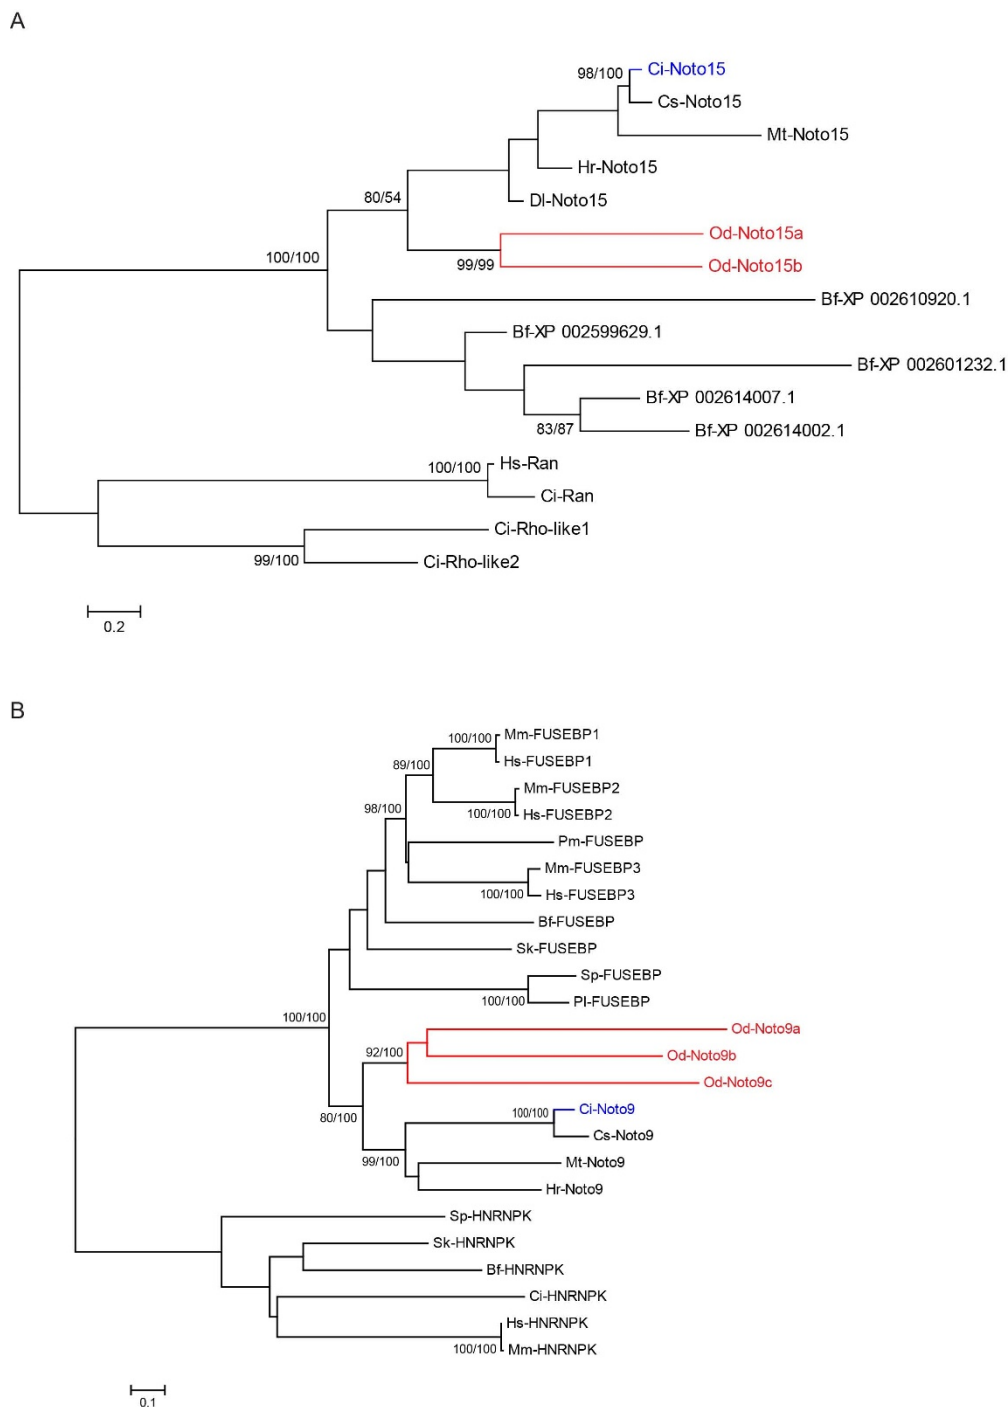 A
98/100
Ci-Noto15
Cs-Noto15
Mt-Noto15
Hr-Noto15
80/54
Dl-Noto15
Od-Noto15a
100/100
99/99
Od-Noto15b
Bf-XP 002610920.1
Bf-XP 002599629.1
Bf-XP 002601232.1
Bf-XP 002614007.1
83/87
Bf-XP 002614002.1
100/100
Hs-Ran
Ci-Ran
Ci-Rho-like1
99/100
Ci-Rho-like2
0.2
B
100/100
Mm-FUSEBP1
89/100
Hs-FUSEBP1
Mm-FUSEBP2
98/100
100/100
Hs-FUSEBP2
Pm-FUSEBP
Mm-FUSEBP3
100/100
Hs-FUSEBP3
Bf-FUSEBP
Sk-FUSEBP
Sp-FUSEBP
100/100
Pl-FUSEBP
100/100
Od-Noto9a
92/100
Od-Noto9b
Od-Noto9c
80/100
100/100
Ci-Noto9
Cs-Noto9
99/100
Mt-Noto9
Hr-Noto9
Sp-HNRNPK
Sk-HNRNPK
Bf-HNRNPK
Ci-HNRNPK
Hs-HNRNPK
100/100
Mm-HNRNPK
0.1